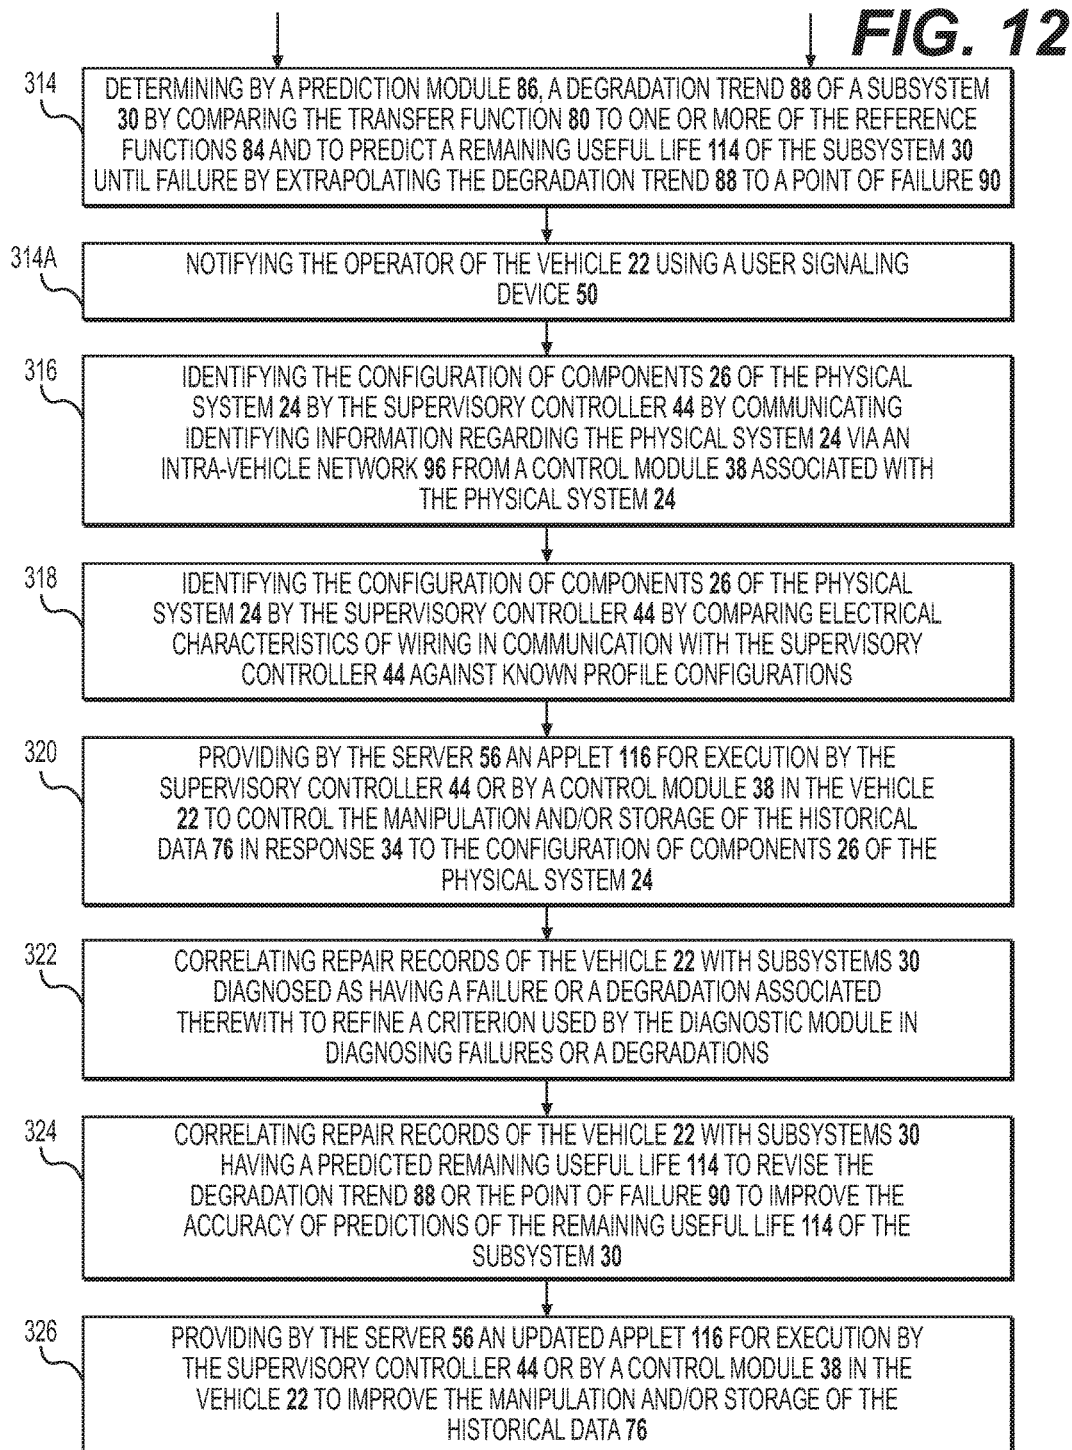 FIG. 12
314
DETERMINING BY A PREDICTION MODULE 86, A DEGRADATION TREND 88 OF A SUBSYSTEM
30 BY COMPARING THE TRANSFER FUNCTION 80 TO ONE OR MORE OF THE REFERENCE
FUNCTIONS 84 AND TO PREDICT A REMAINING USEFUL LIFE 114 OF THE SUBSYSTEM 30
UNTIL FAILURE BY EXTRAPOLATING THE DEGRADATION TREND 88 TO A POINT OF FAILURE 90
314A
NOTIFYING THE OPERATOR OF THE VEHICLE 22 USING A USER SIGNALING
DEVICE 50
316
IDENTIFYING THE CONFIGURATION OF COMPONENTS 26 OF THE PHYSICAL
SYSTEM 24 BY THE SUPERVISORY CONTROLLER 44 BY COMMUNICATING
IDENTIFYING INFORMATION REGARDING THE PHYSICAL SYSTEM 24 VIA AN
INTRA-VEHICLE NETWORK 96 FROM A CONTROL MODULE 38 ASSOCIATED WITH
THE PHYSICAL SYSTEM 24
318
IDENTIFYING THE CONFIGURATION OF COMPONENTS 26 OF THE PHYSICAL
SYSTEM 24 BY THE SUPERVISORY CONTROLLER 44 BY COMPARING ELECTRICAL
CHARACTERISTICS OF WIRING IN COMMUNICATION WITH THE SUPERVISORY
CONTROLLER 44 AGAINST KNOWN PROFILE CONFIGURATIONS
320
PROVIDING BY THE SERVER 56 AN APPLET 116 FOR EXECUTION BY THE
SUPERVISORY CONTROLLER 44 OR BY A CONTROL MODULE 38 IN THE VEHICLE
22 TO CONTROL THE MANIPULATION AND/OR STORAGE OF THE HISTORICAL
DATA 76 IN RESPONSE 34 TO THE CONFIGURATION OF COMPONENTS 26 OF THE
PHYSICAL SYSTEM 24
322
CORRELATING REPAIR RECORDS OF THE VEHICLE 22 WITH SUBSYSTEMS 30
DIAGNOSED AS HAVING A FAILURE OR A DEGRADATION ASSOCIATED
THEREWITH TO REFINE A CRITERION USED BY THE DIAGNOSTIC MODULE IN
DIAGNOSING FAILURES OR A DEGRADATIONS
324
CORRELATING REPAIR RECORDS OF THE VEHICLE 22 WITH SUBSYSTEMS 30
HAVING A PREDICTED REMAINING USEFUL LIFE 114 TO REVISE THE
DEGRADATION TREND 88 OR THE POINT OF FAILURE 90 TO IMPROVE THE
ACCURACY OF PREDICTIONS OF THE REMAINING USEFUL LIFE 114 OF THE
SUBSYSTEM 30
326
PROVIDING BY THE SERVER 56 AN UPDATED APPLET 116 FOR EXECUTION BY
THE SUPERVISORY CONTROLLER 44 OR BY A CONTROL MODULE 38 IN THE
VEHICLE 22 TO IMPROVE THE MANIPULATION AND/OR STORAGE OF THE
HISTORICAL DATA 76